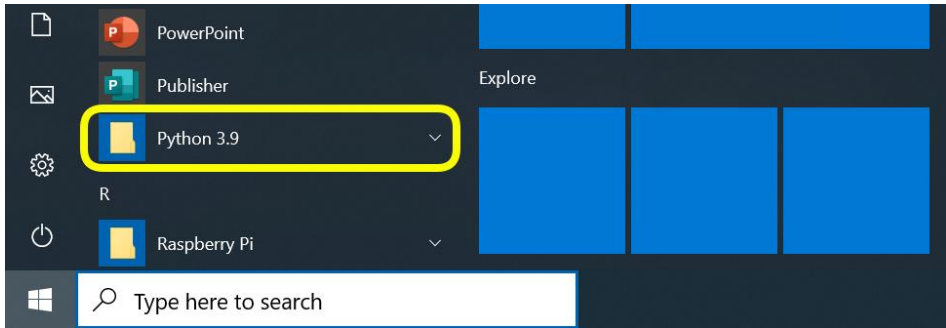 PowerPoint
Publisher
Python 3.9
R
Raspberry Pi
Explore
Type here to search